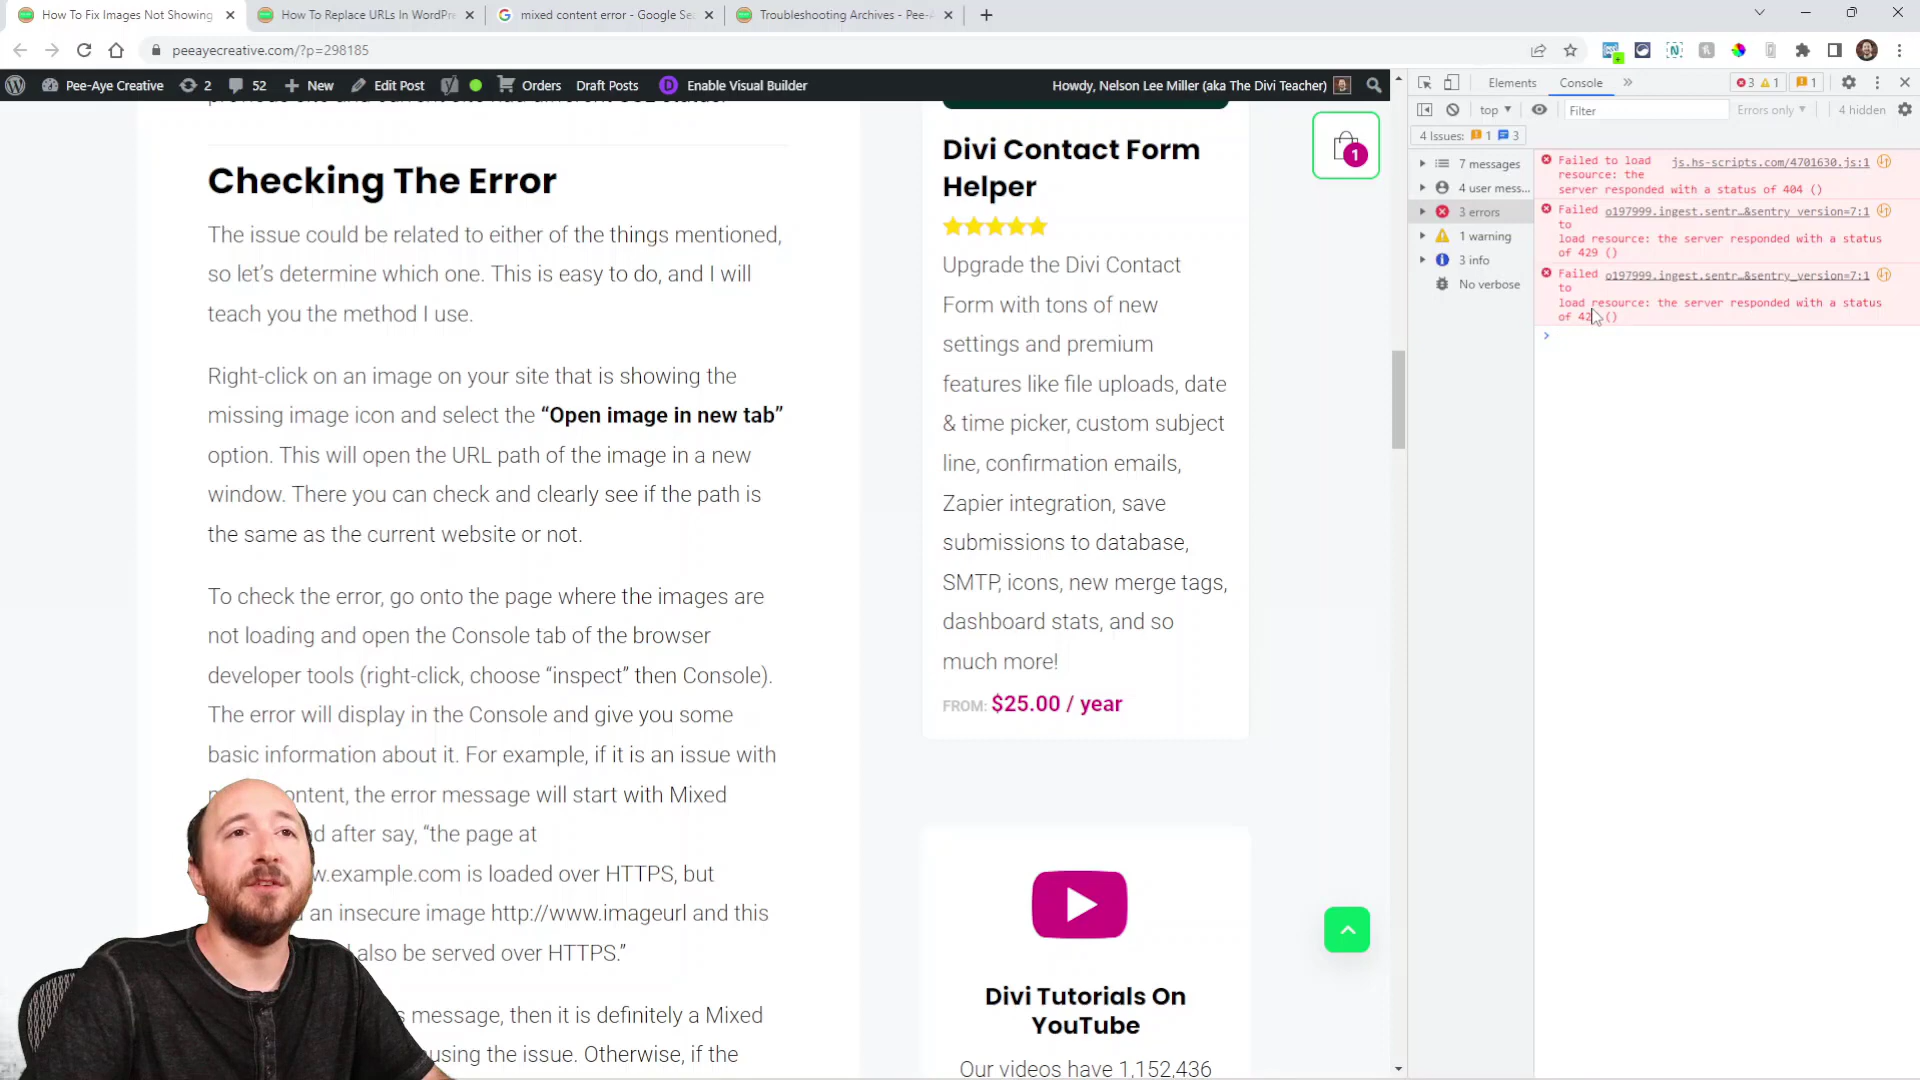 How To Fix Images Not Showing
How To Replace URLs In WordPre
mixed content error - Google Se
Troubleshooting Archives - Pee-A
peeayecreative.com/?p=298185
Pee-Aye Creative
2
52
New
Edit Post
Orders
Draft Posts
D
Enable Visual Builder
Howdy, Nelson Lee Miller (aka The Divi Teacher)
Elements
Console
3
1
1
top
Filter
Errors only
4 hidden
4 Issues:
1
3
7 messages
4 user mess...
3 errors
1 warning
3 info
No verbose
Failed to load
js.hs-scripts.com/4701630.js:1
resource: the
server responded with a status of 404 ()
Failed
o197999.ingest.sentr…&sentry_version=7:1
to
load resource: the server responded with a status
of 429 ()
Failed
o197999.ingest.sentr…&sentry_version=7:1
to
load resource: the server responded with a status
of ()
Checking The Error
The issue could be related to either of the things mentioned,
so let’s determine which one. This is easy to do, and I will
teach you the method I use.
Right-click on an image on your site that is showing the
missing image icon and select the “Open image in new tab”
option. This will open the URL path of the image in a new
window. There you can check and clearly see if the path is
the same as the current website or not.
To check the error, go onto the page where the images are
not loading and open the Console tab of the browser
developer tools (right-click, choose “inspect” then Console).
The error will display in the Console and give you some
basic information about it. For example, if it is an issue with
the error message will start with Mixed
after say, “the page at
is loaded over HTTPS, but
an insecure image http://www.imageurl and this
also be served over HTTPS.”
message, then it is definitely a Mixed
the issue. Otherwise, if the
Divi Contact Form
Helper
Upgrade the Divi Contact
Form with tons of new
settings and premium
features like file uploads, date
& time picker, custom subject
line, confirmation emails,
Zapier integration, save
submissions to database,
SMTP, icons, new merge tags,
dashboard stats, and so
much more!
FROM: $25.00 / year
1
Divi Tutorials On
YouTube
Our videos have 1,152,436